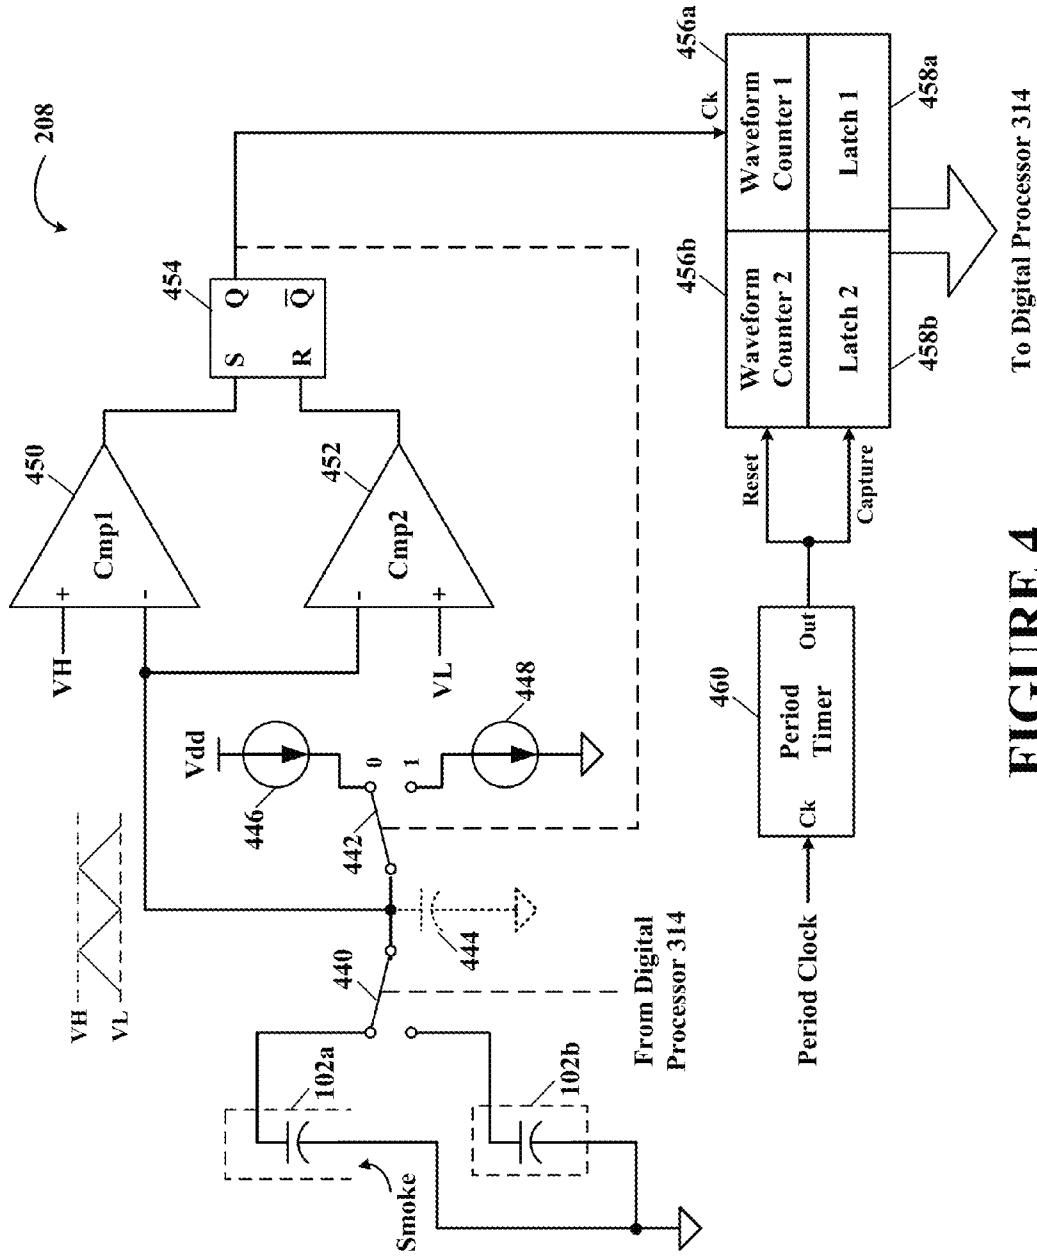 208
VH
VL
Vdd
446
442
0
1
448
440
444
From Digital
Processor 314
102a
102b
Smoke
VH
+
-
Cmp1
450
-
+
VL
Cmp2
452
454
S
Q
R
Q̅
Period Clock
Ck
Period
Timer
Out
460
Reset
Capture
Ck
456b
456a
Waveform
Counter 2
Waveform
Counter 1
Latch 2
Latch 1
458b
458a
To Digital Processor 314
FIGURE 4